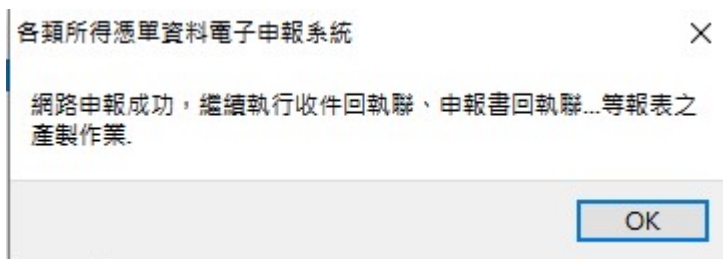 各類所得憑單資料電子申報系統
網路申報成功，繼續執行收件回執聯、申報書回執聯...等報表之
產製作業.
OK